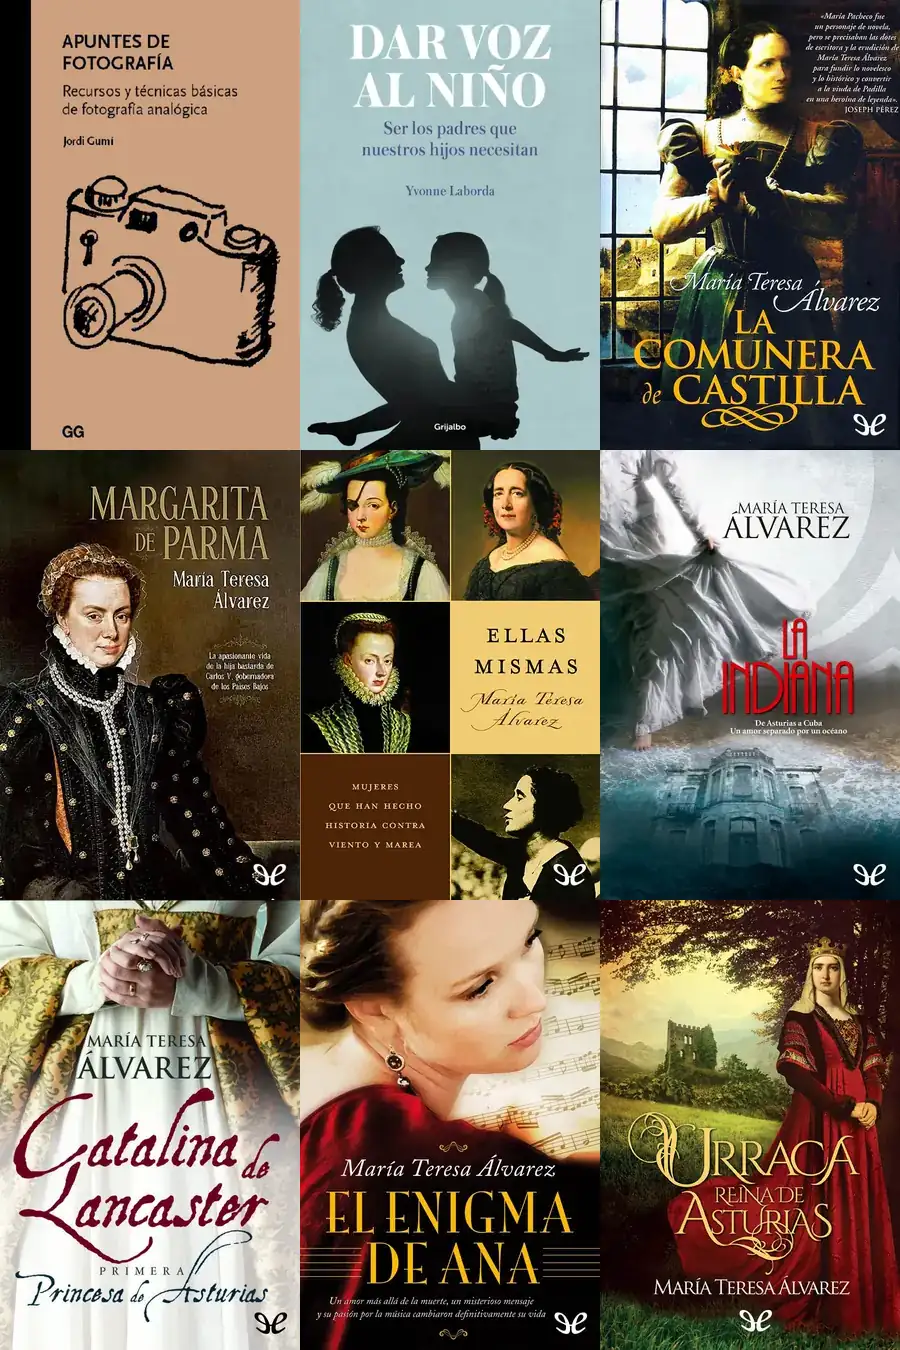 APUNTES DE
FOTOGRAFÍA
Recursos y técnicas básicas
de fotografía analógica
Jordi Gumí
GG
DAR VOZ
AL NIÑO
Ser los padres que
nuestros hijos necesitan
Yvonne Laborda
Grijalbo
«María Pacheco fue
un personaje de novela,
pero se precisaban las dotes
de escritora y la erudición de
María Teresa Álvarez
para fundir lo novelesco
y lo histórico y convertir
a la viuda de Padilla
en una heroína de leyenda».
JOSEPH PÉREZ
María Teresa
Álvarez
LA
COMUNERA
de CASTILLA
MARGARITA
DE PARMA
María Teresa
Álvarez
La apasionante vida
de la hija bastarda de
Carlos V, gobernadora
de los Países Bajos
ELLAS
MISMAS
María Teresa
Álvarez
MUJERES
QUE HAN HECHO
HISTORIA CONTRA
VIENTO Y MAREA
MARÍA TERESA
ÁLVAREZ
LA
INDIANA
De Asturias a Cuba
Un amor separado por un océano
MARÍA TERESA
ÁLVAREZ
Catalina de
Lancaster
PRIMERA
Princesa de Asturias
María Teresa Álvarez
EL ENIGMA
DE ANA
Un amor más allá de la muerte, un misterioso mensaje
y su pasión por la música cambiaron definitivamente su vida
URRACA
REINA DE
ASTURIAS
MARÍA TERESA ÁLVAREZ